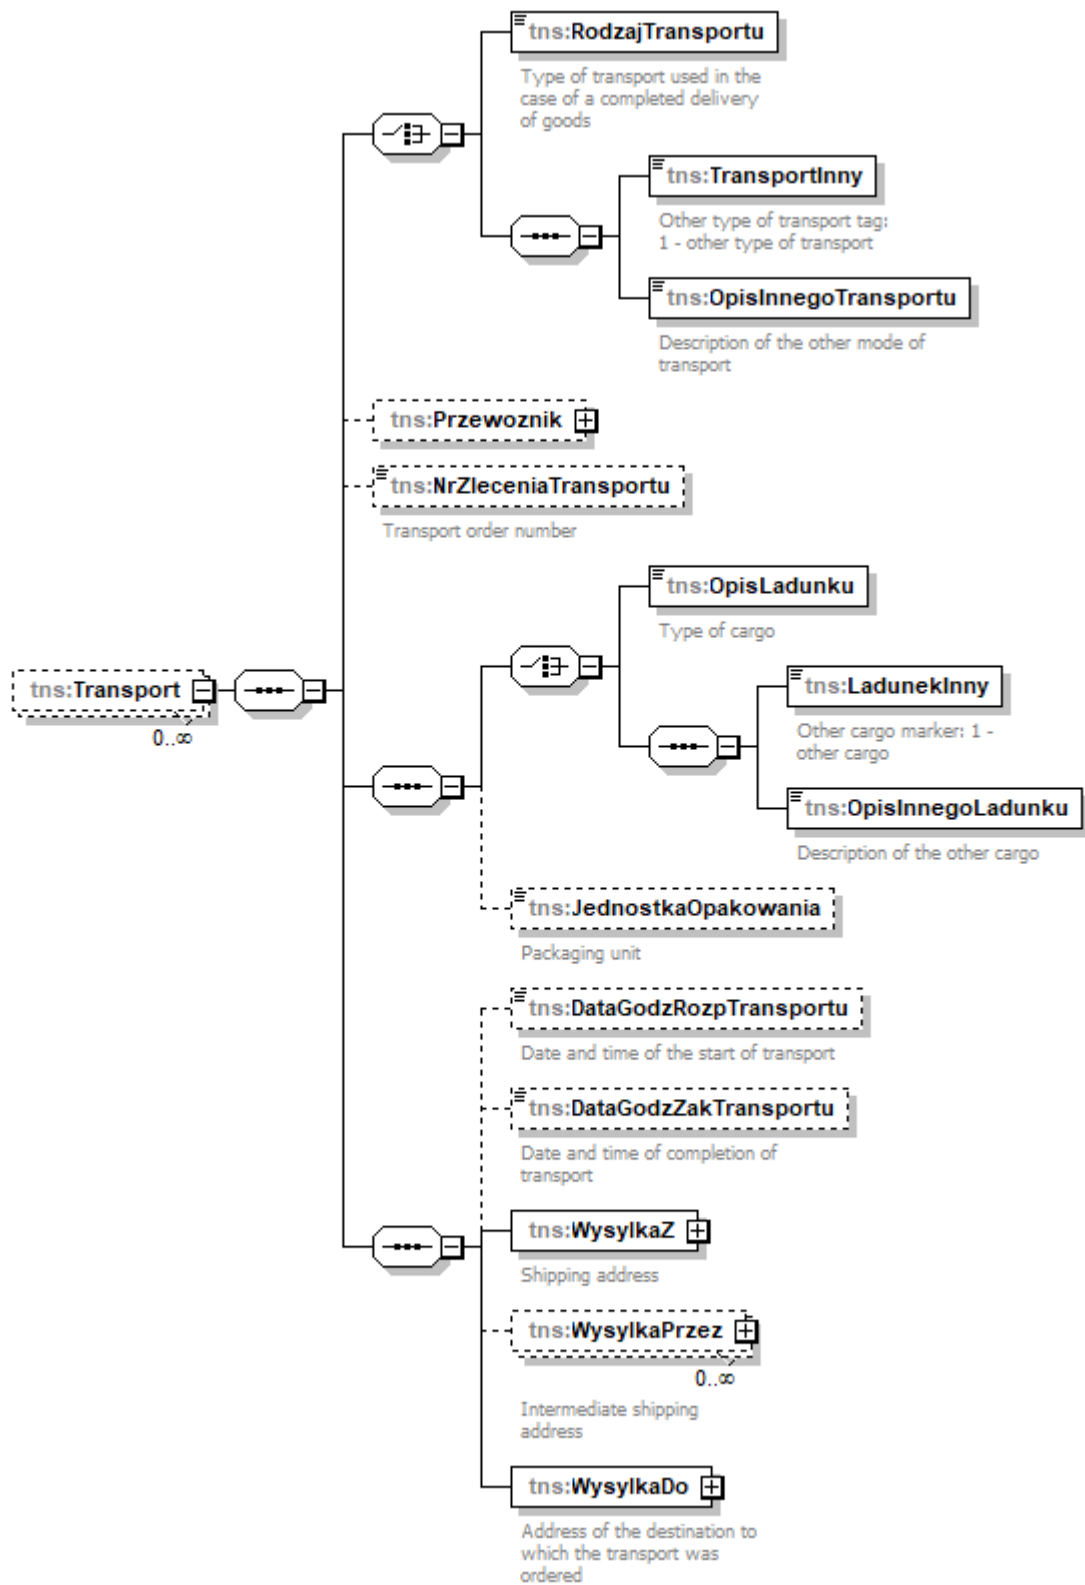 tns:RodzajTransportu
Type of transport used in the
case of a completed delivery
of goods
tns:TransportInny
Other type of transport tag:
1 - other type of transport
tns:OpisInnegoTransportu
Description of the other mode of
transport
tns:Przewoznik
tns:NrZleceniaTransportu
Transport order number
tns:OpisLadunku
Type of cargo
tns:Transport
0..∞
tns:LadunekInny
Other cargo marker: 1 -
other cargo
tns:OpisInnegoLadunku
Description of the other cargo
tns:JednostkaOpakowania
Packaging unit
tns:DataGodzRozpTransportu
Date and time of the start of transport
tns:DataGodzZakTransportu
Date and time of completion of
transport
tns:WysylkaZ
Shipping address
tns:WysylkaPrzez
0..∞
Intermediate shipping
address
tns:WysylkaDo
Address of the destination to
which the transport was
ordered